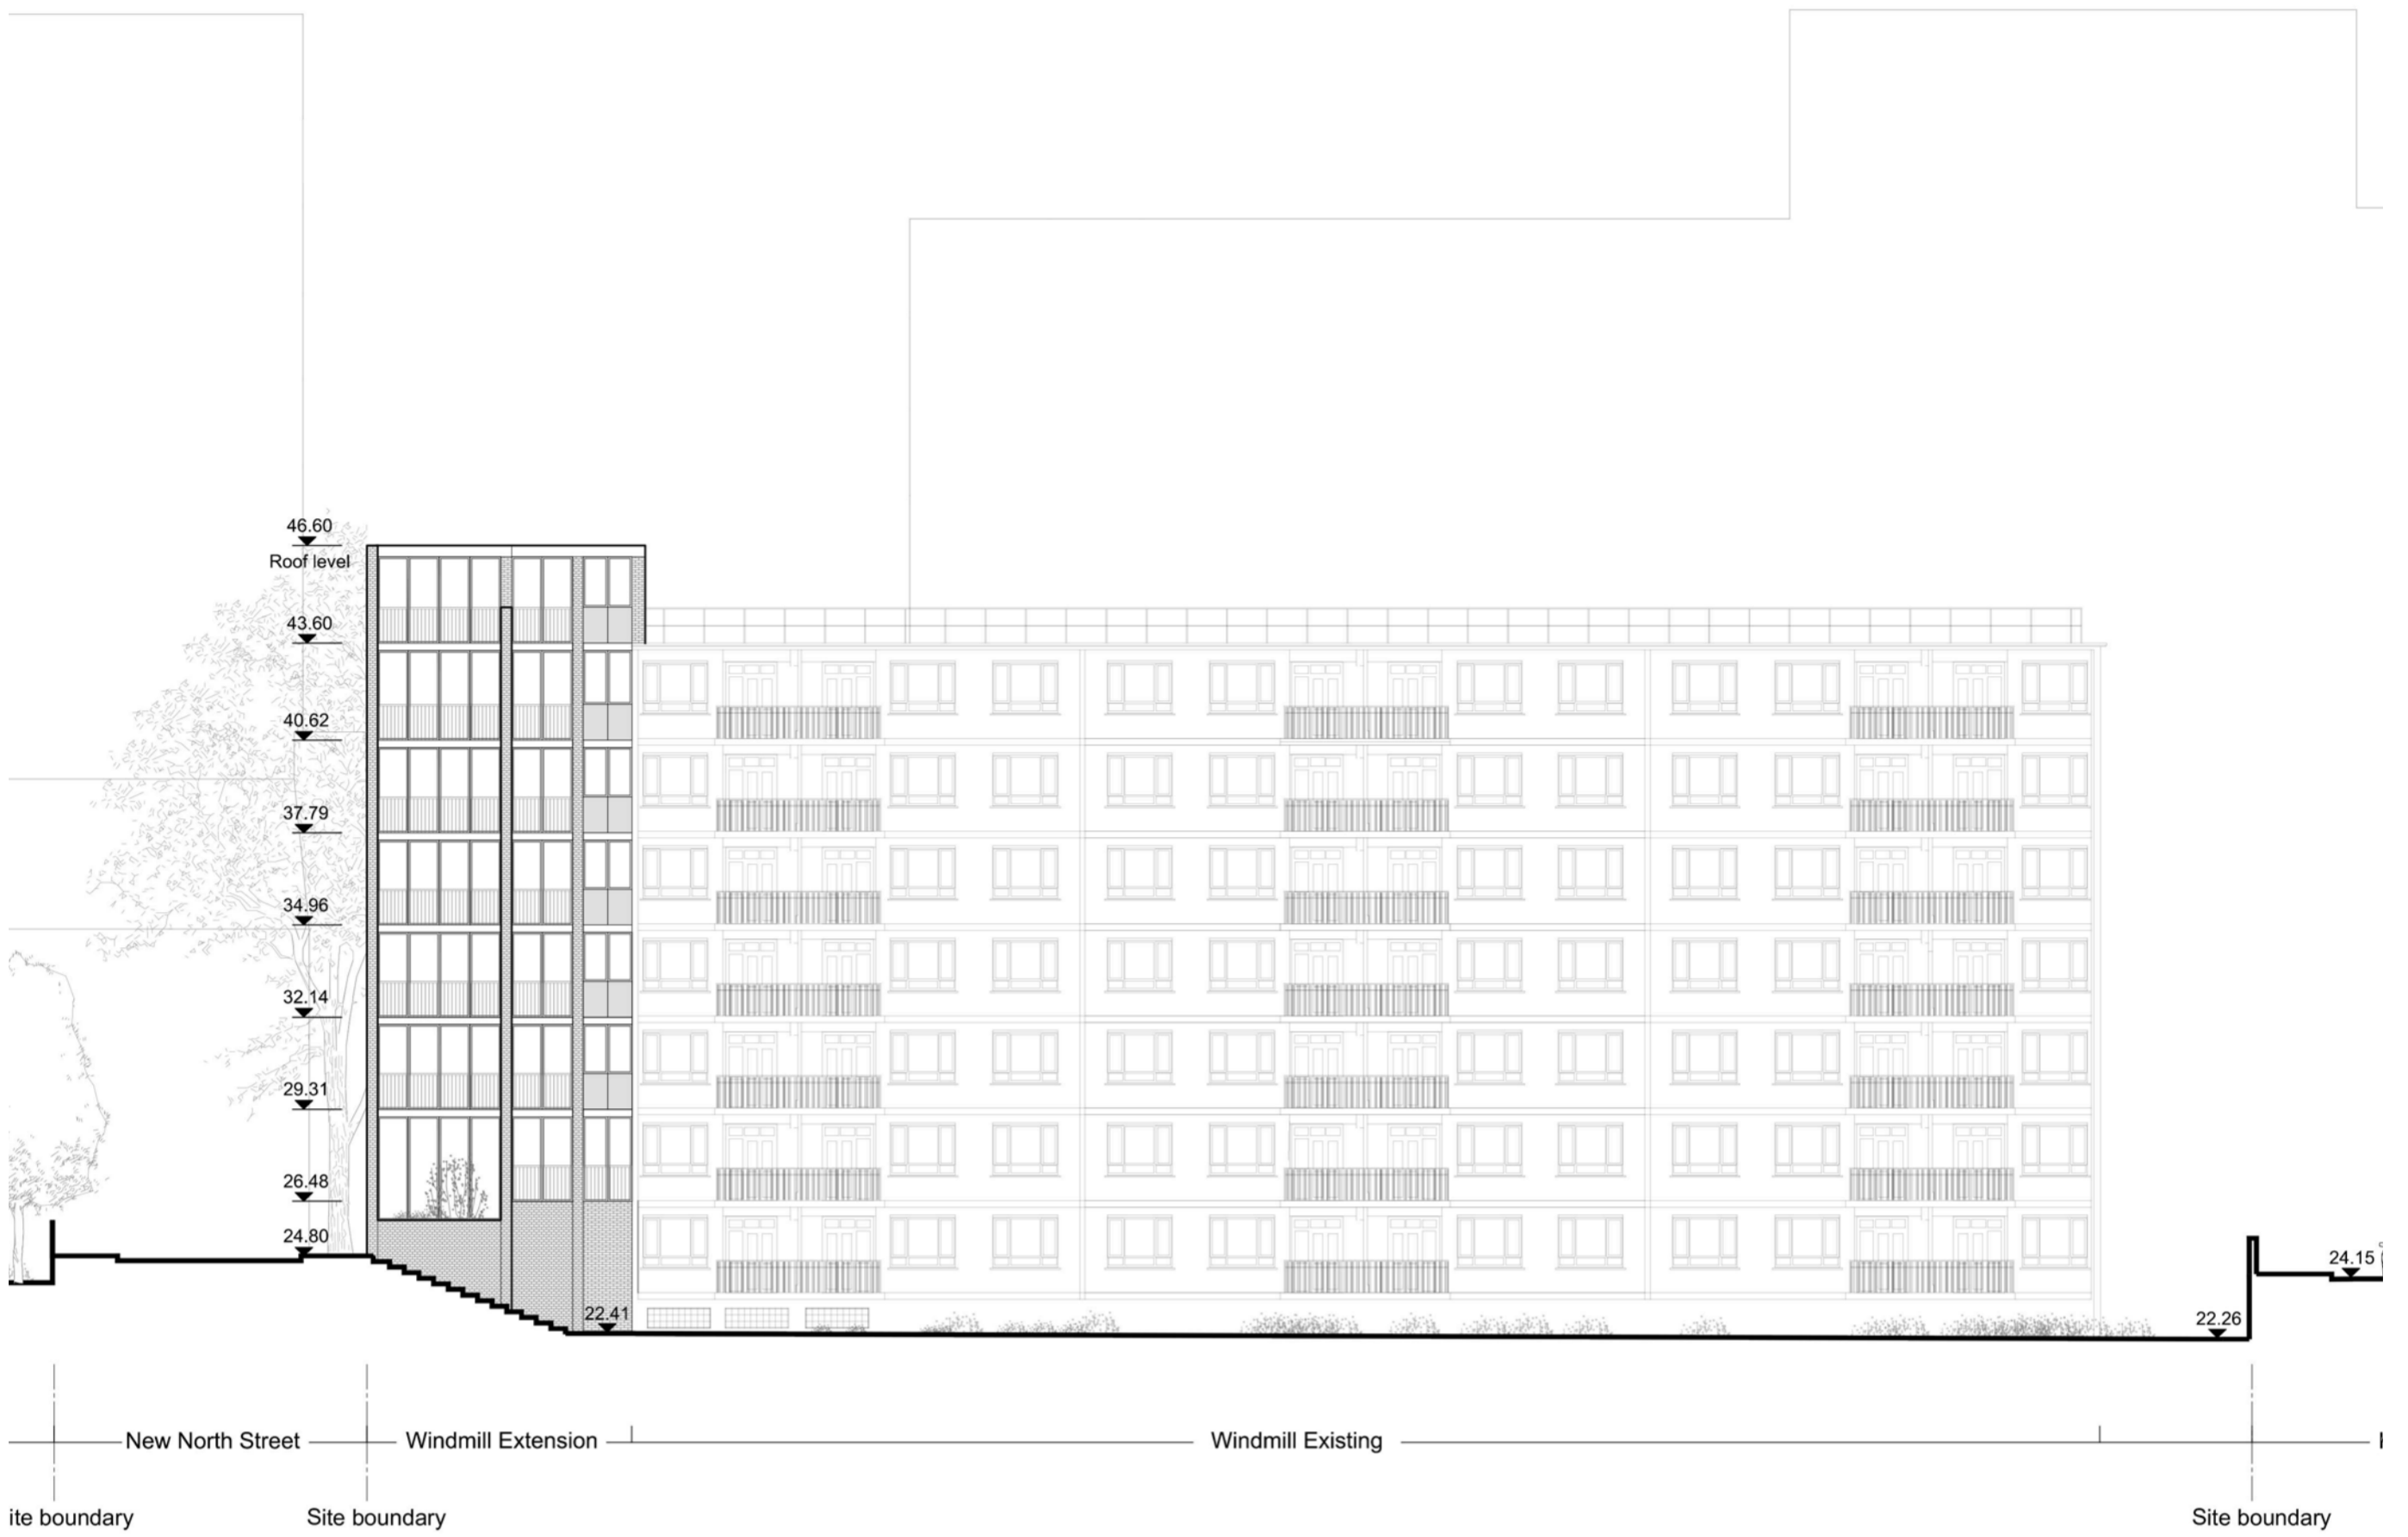 46.60
Roof level
43.60
40.62
37.79
34.96
32.14
29.31
26.48
24.80
22.41
24.15
22.26
New North Street
Windmill Extension
Windmill Existing
ite boundary
Site boundary
Site boundary